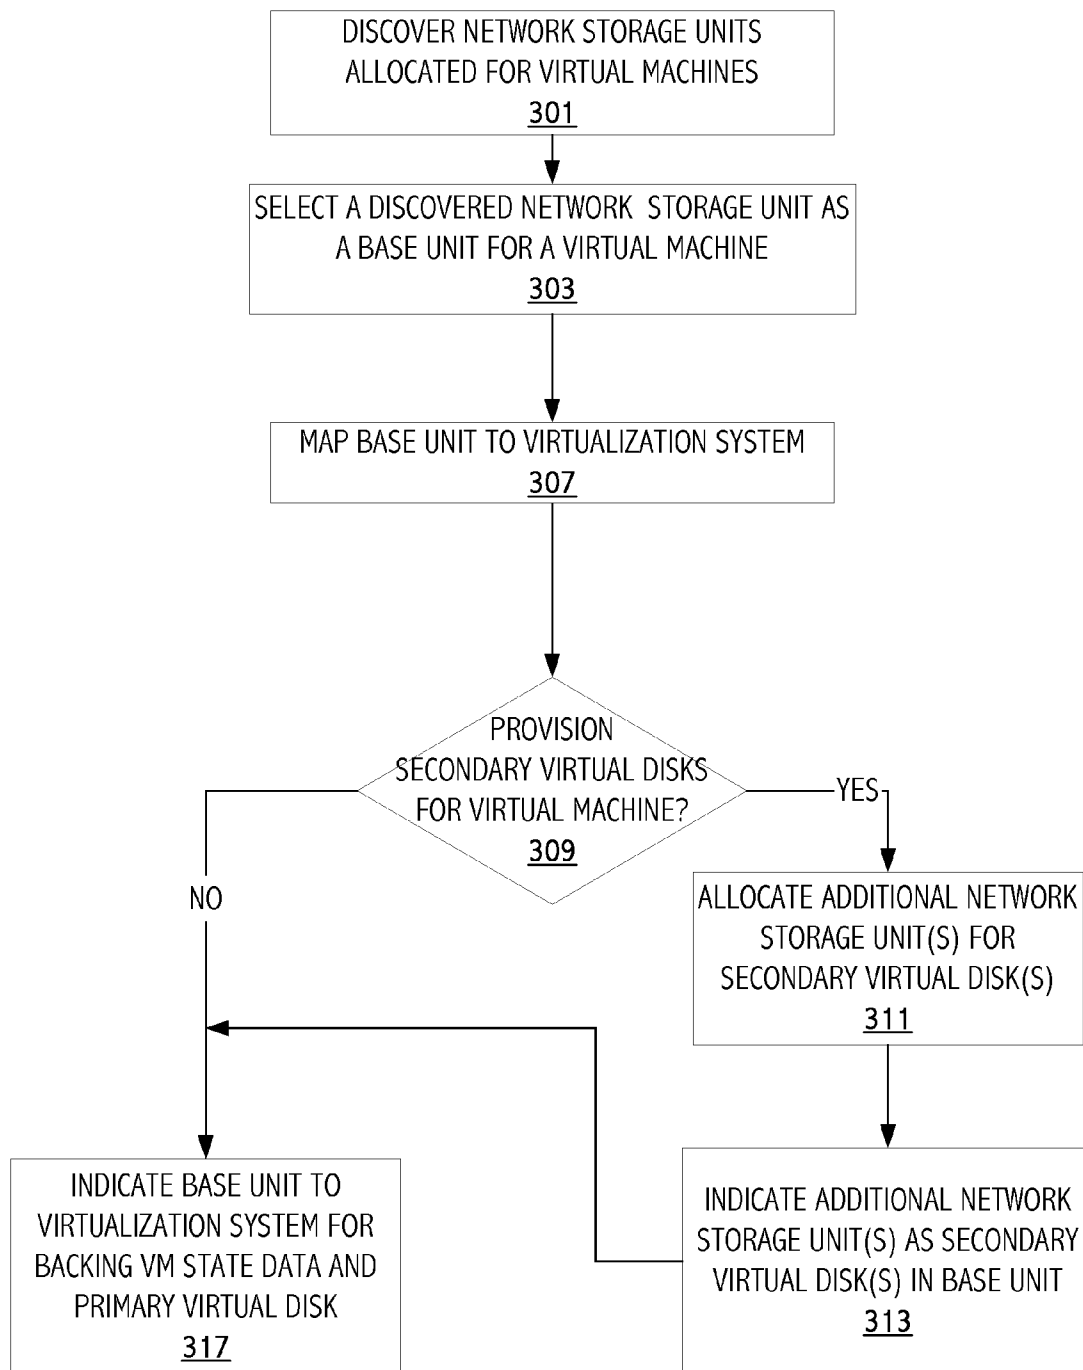 DISCOVER NETWORK STORAGE UNITS
ALLOCATED FOR VIRTUAL MACHINES
301
SELECT A DISCOVERED NETWORK STORAGE UNIT AS
A BASE UNIT FOR A VIRTUAL MACHINE
303
MAP BASE UNIT TO VIRTUALIZATION SYSTEM
307
PROVISION
SECONDARY VIRTUAL DISKS
FOR VIRTUAL MACHINE?
309
YES
NO
ALLOCATE ADDITIONAL NETWORK
STORAGE UNIT(S) FOR
SECONDARY VIRTUAL DISK(S)
311
INDICATE ADDITIONAL NETWORK
STORAGE UNIT(S) AS SECONDARY
VIRTUAL DISK(S) IN BASE UNIT
313
INDICATE BASE UNIT TO
VIRTUALIZATION SYSTEM FOR
BACKING VM STATE DATA AND
PRIMARY VIRTUAL DISK
317